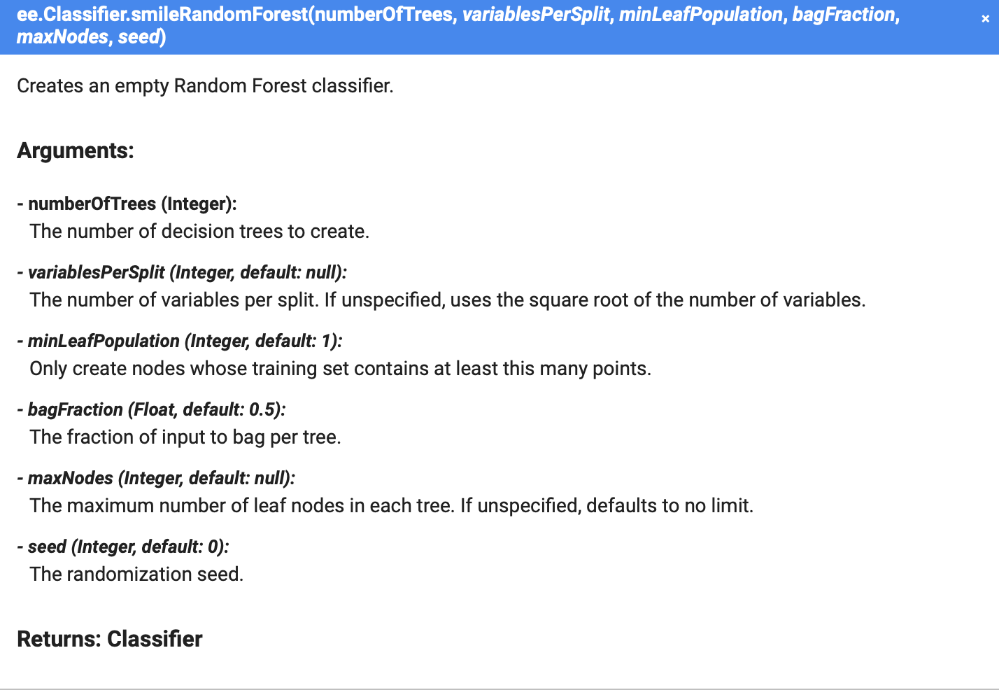 ee.Classifier.smileRandomForest(numberOfTrees, variablesPerSplit, minLeafPopulation, bagFraction,
maxNodes, seed)
×
Creates an empty Random Forest classifier.
Arguments:
- numberOfTrees (Integer):
The number of decision trees to create.
- variablesPerSplit (Integer, default: null):
The number of variables per split. If unspecified, uses the square root of the number of variables.
- minLeafPopulation (Integer, default: 1):
Only create nodes whose training set contains at least this many points.
- bagFraction (Float, default: 0.5):
The fraction of input to bag per tree.
- maxNodes (Integer, default: null):
The maximum number of leaf nodes in each tree. If unspecified, defaults to no limit.
- seed (Integer, default: 0):
The randomization seed.
Returns: Classifier